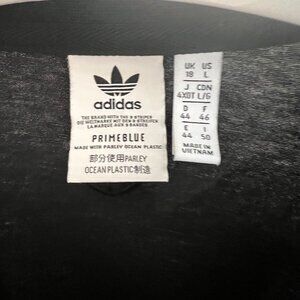 adidas
THE BRAND WITH THE 3 STRIPES
DIE WELTMARKE MIT DEN 3 STREIFEN
LA MARQUE AUX 3 BANDES
PRIMEBLUE
MADE WITH PARLEY OCEAN PLASTIC
部分使用PARLEY
OCEAN PLASTIC制造
UK US
18 L
J CDN
4XOT L/G
D F
44 46
E I
44 50
MADE IN
VIETNAM